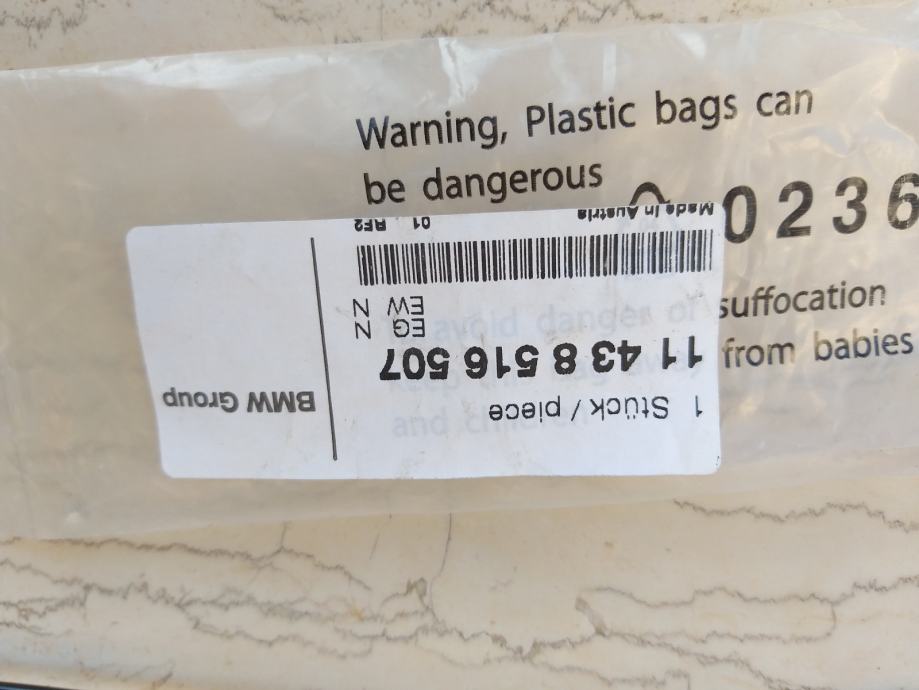 Warning, Plastic bags can
be dangerous
0236
suffocation
from babies
1 Stück / piece
11 43 8 516 507
EG N
EW N
Made in Austria
01 RF2
BMW Group